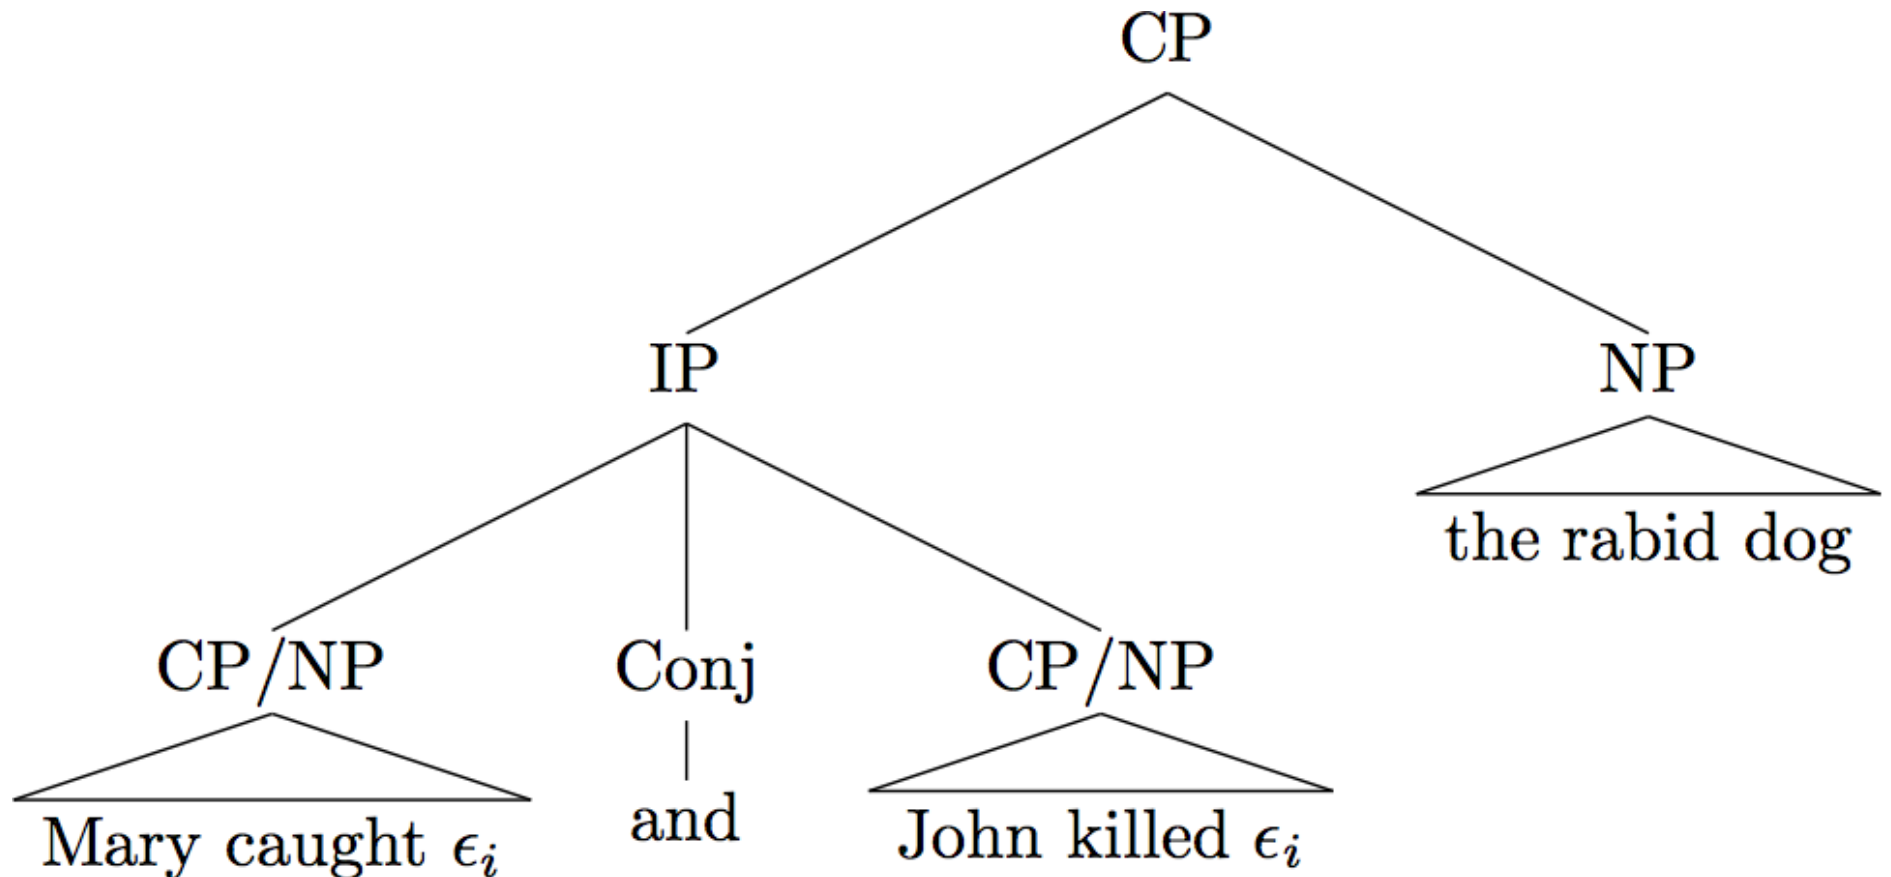 CP
IP NP
the rabid dog
CP/NP Conj CP/NP
Mary caught ϵᵢ and John killed ϵᵢ